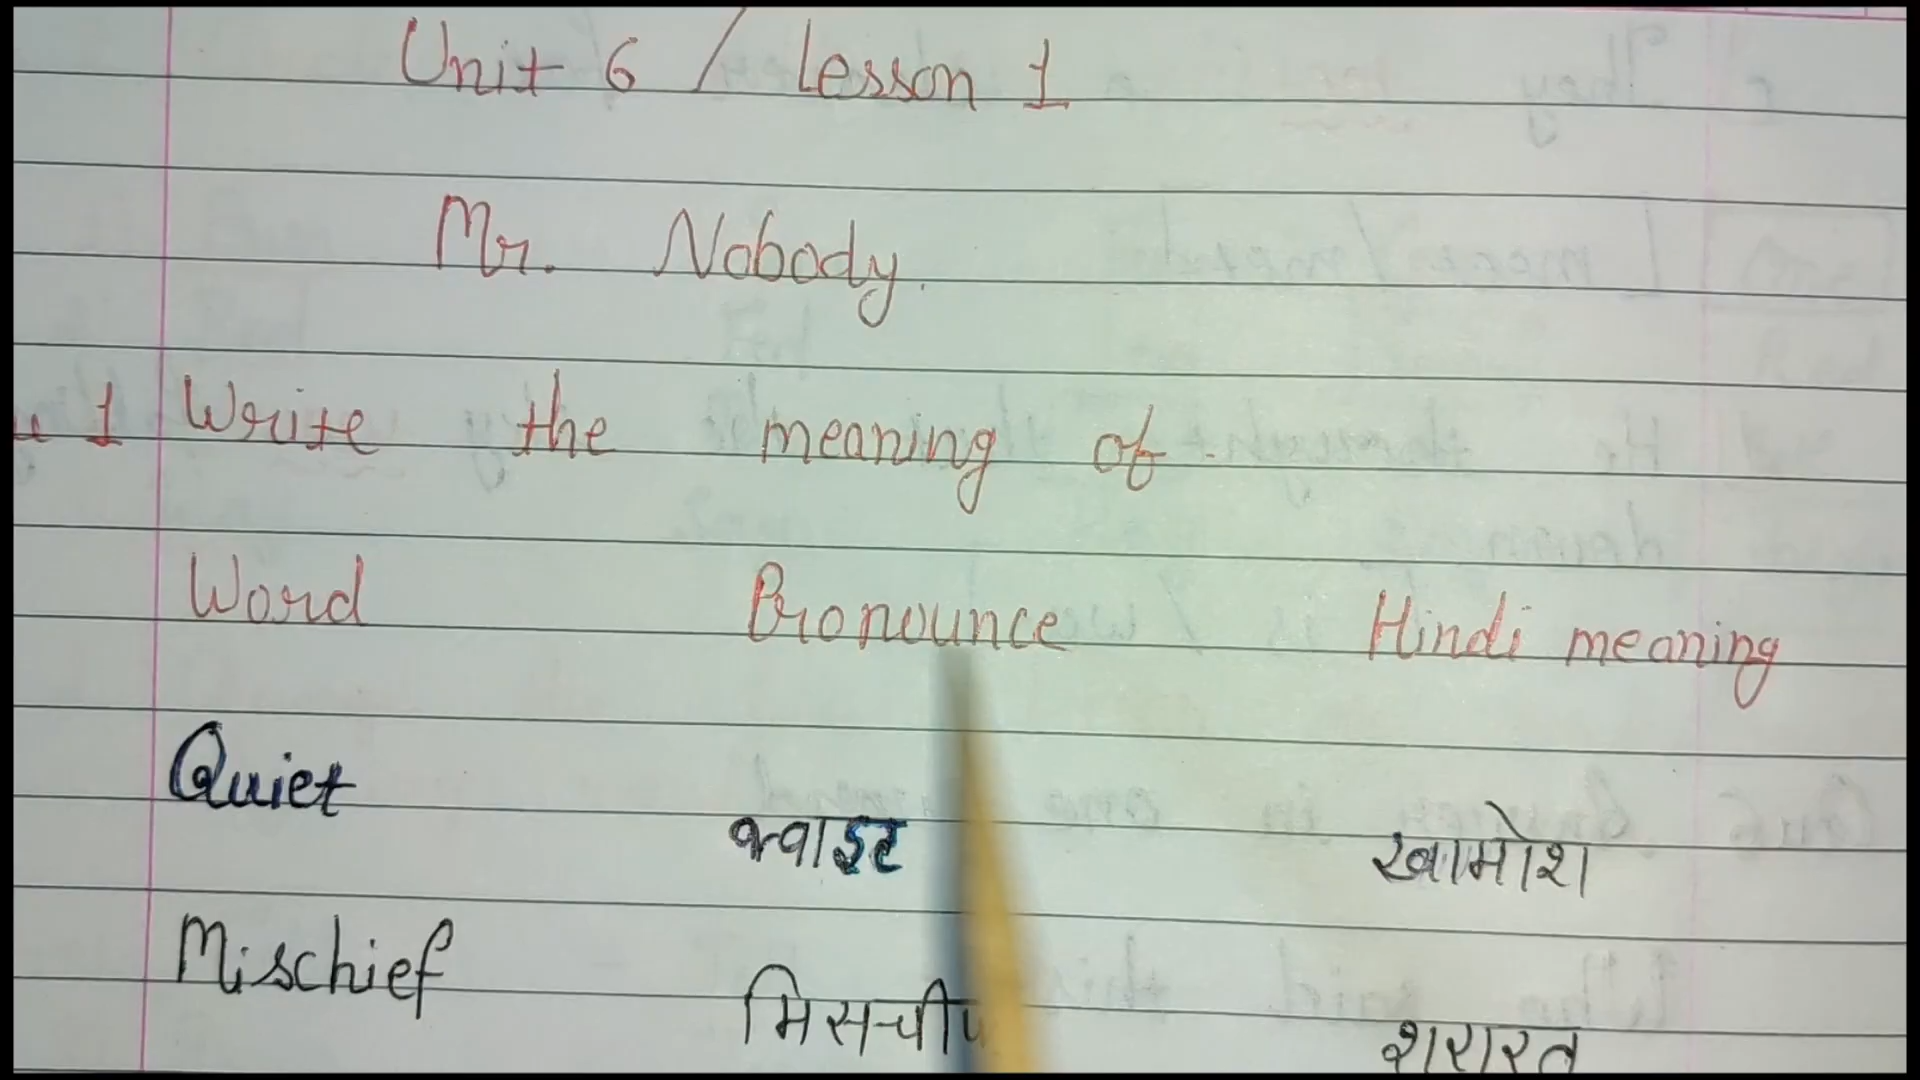 Unit 6 / Lesson 1
Mr. Nobody.
1 Write the meaning of -
Word Pronounce Hindi meaning
Quiet क्वाइट खामोश
Mischief शरारत